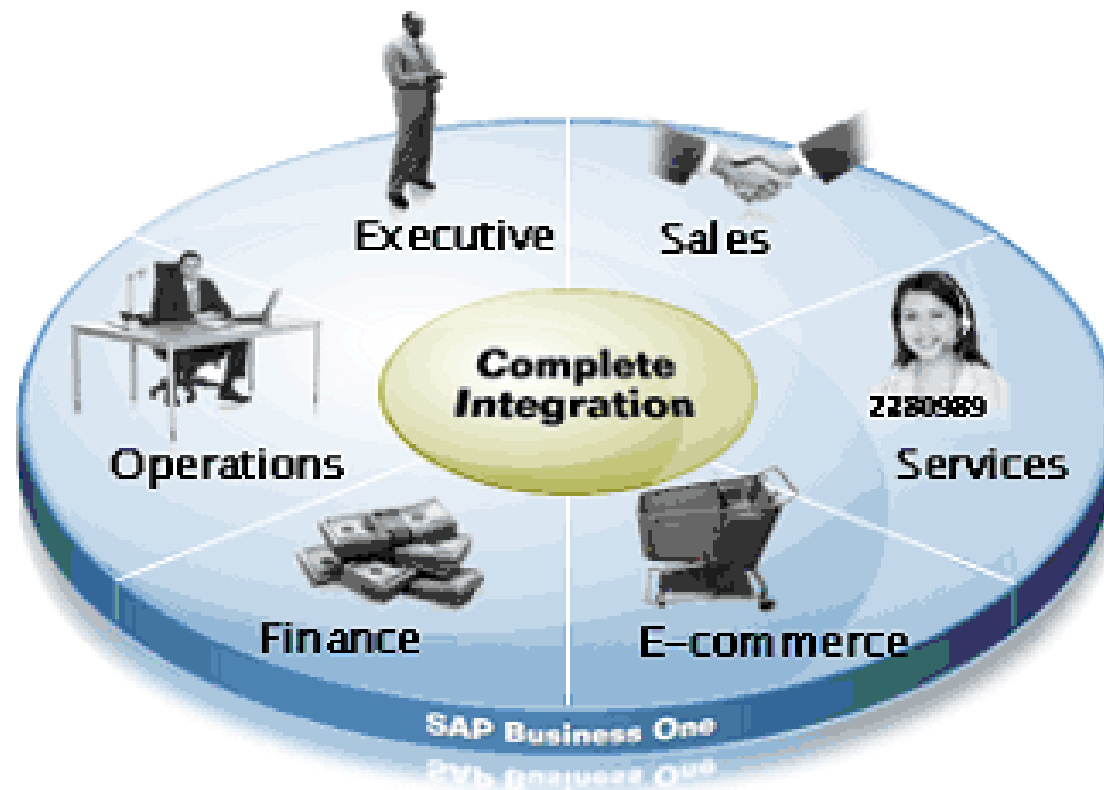 Executive
Sales
Complete
Integration
2280989
Operations
Services
Finance
E-commerce
SAP Business One